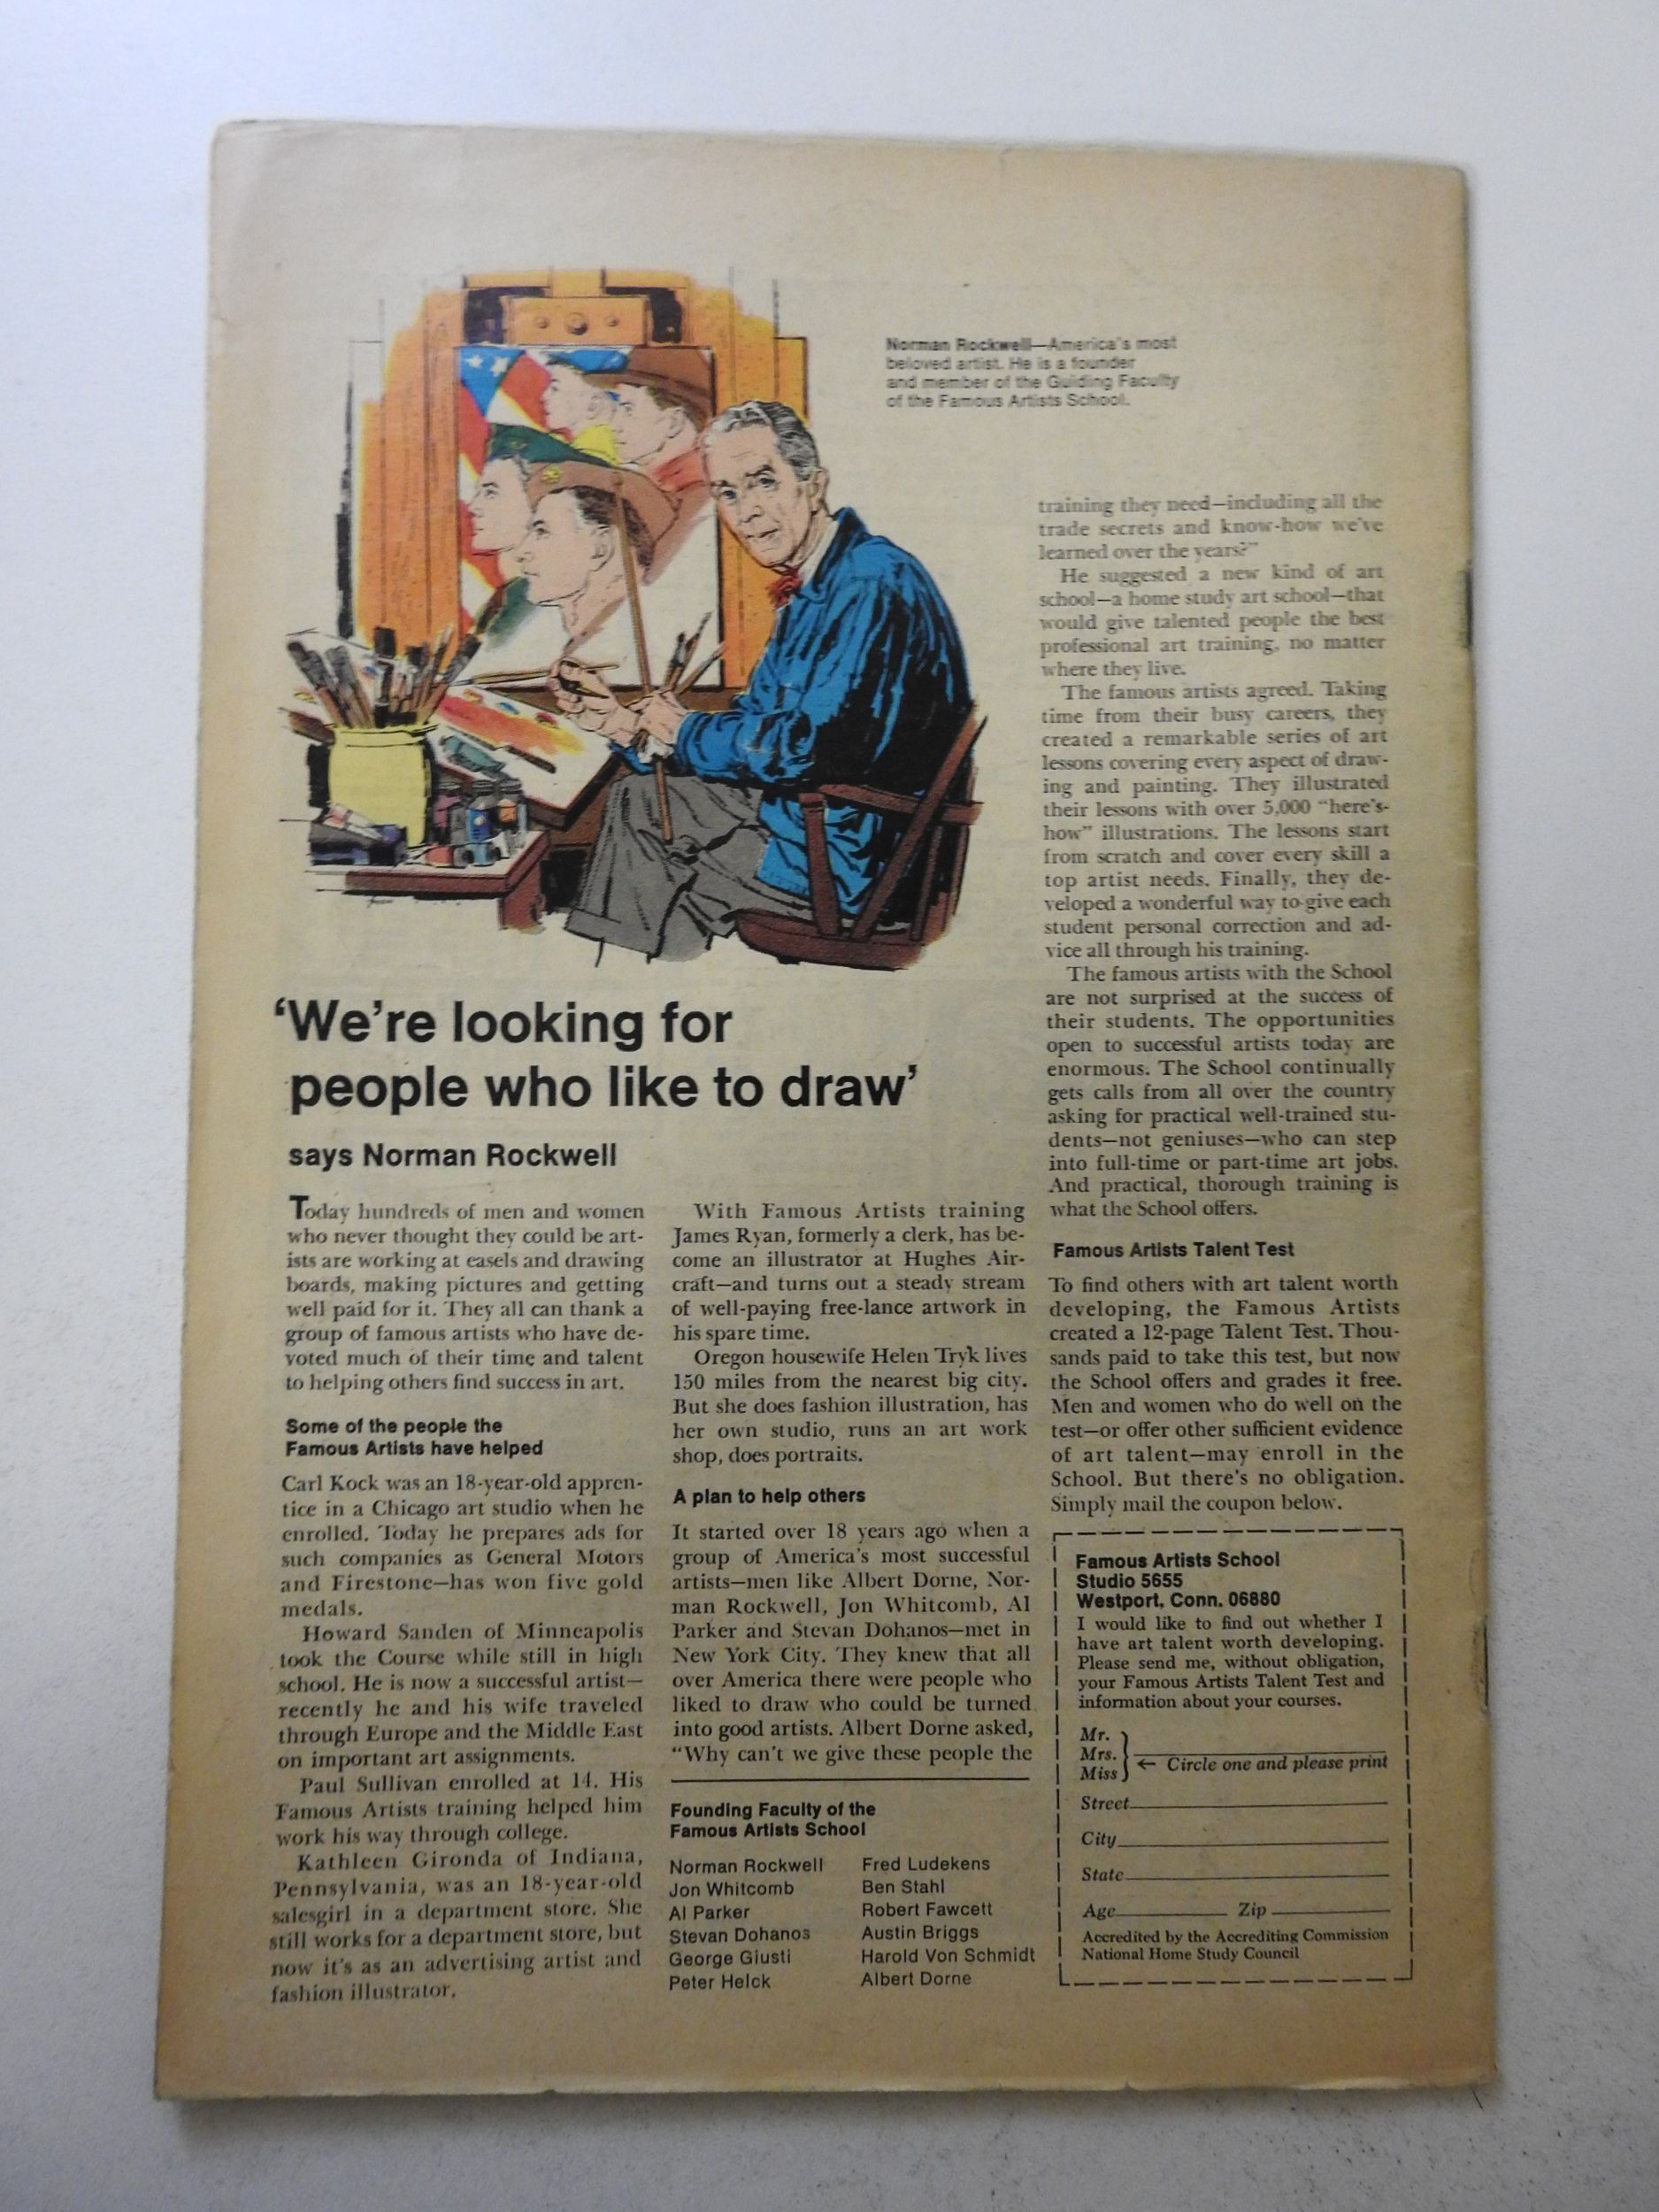 Norman Rockwell—America's most
beloved artist. He is a founder
and member of the Guiding Faculty
of the Famous Artists School.
'We're looking for
people who like to draw'
says Norman Rockwell
Today hundreds of men and women
who never thought they could be art-
ists are working at easels and drawing
boards, making pictures and getting
well paid for it. They all can thank a
group of famous artists who have de-
voted much of their time and talent
to helping others find success in art.
Some of the people the
Famous Artists have helped
Carl Kock was an 18-year-old appren-
tice in a Chicago art studio when he
enrolled. Today he prepares ads for
such companies as General Motors
and Firestone—has won five gold
medals.
Howard Sanden of Minneapolis
took the Course while still in high
school. He is now a successful artist—
recently he and his wife traveled
through Europe and the Middle East
on important art assignments.
Paul Sullivan enrolled at 14. His
Famous Artists training helped him
work his way through college.
Kathleen Gironda of Indiana,
Pennsylvania, was an 18-year-old
salesgirl in a department store. She
still works for a department store, but
now it's as an advertising artist and
fashion illustrator.
With Famous Artists training
James Ryan, formerly a clerk, has be-
come an illustrator at Hughes Air-
craft—and turns out a steady stream
of well-paying free-lance artwork in
his spare time.
Oregon housewife Helen Tryk lives
150 miles from the nearest big city.
But she does fashion illustration, has
her own studio, runs an art work
shop, does portraits.
A plan to help others
It started over 18 years ago when a
group of America's most successful
artists—men like Albert Dorne, Nor-
man Rockwell, Jon Whitcomb, Al
Parker and Stevan Dohanos—met in
New York City. They knew that all
over America there were people who
liked to draw who could be turned
into good artists. Albert Dorne asked,
"Why can't we give these people the
training they need—including all the
trade secrets and know-how we've
learned over the years?"
He suggested a new kind of art
school—a home study art school—that
would give talented people the best
professional art training, no matter
where they live.
The famous artists agreed. Taking
time from their busy careers, they
created a remarkable series of art
lessons covering every aspect of draw-
ing and painting. They illustrated
their lessons with over 5,000 "here's-
how" illustrations. The lessons start
from scratch and cover every skill a
top artist needs. Finally, they de-
veloped a wonderful way to give each
student personal correction and ad-
vice all through his training.
The famous artists with the School
are not surprised at the success of
their students. The opportunities
open to successful artists today are
enormous. The School continually
gets calls from all over the country
asking for practical well-trained stu-
dents—not geniuses—who can step
into full-time or part-time art jobs.
And practical, thorough training is
what the School offers.
Famous Artists Talent Test
To find others with art talent worth
developing, the Famous Artists
created a 12-page Talent Test. Thou-
sands paid to take this test, but now
the School offers and grades it free.
Men and women who do well on the
test—or offer other sufficient evidence
of art talent—may enroll in the
School. But there's no obligation.
Simply mail the coupon below.
Founding Faculty of the
Famous Artists School
Norman Rockwell
Jon Whitcomb
Al Parker
Stevan Dohanos
George Giusti
Peter Helck
Fred Ludekens
Ben Stahl
Robert Fawcett
Austin Briggs
Harold Von Schmidt
Albert Dorne
Famous Artists School
Studio 5655
Westport, Conn. 06880
I would like to find out whether I
have art talent worth developing.
Please send me, without obligation,
your Famous Artists Talent Test and
information about your courses.
Mr.
Mrs.
Miss
← Circle one and please print
Street
City
State
Age Zip
Accredited by the Accrediting Commission
National Home Study Council